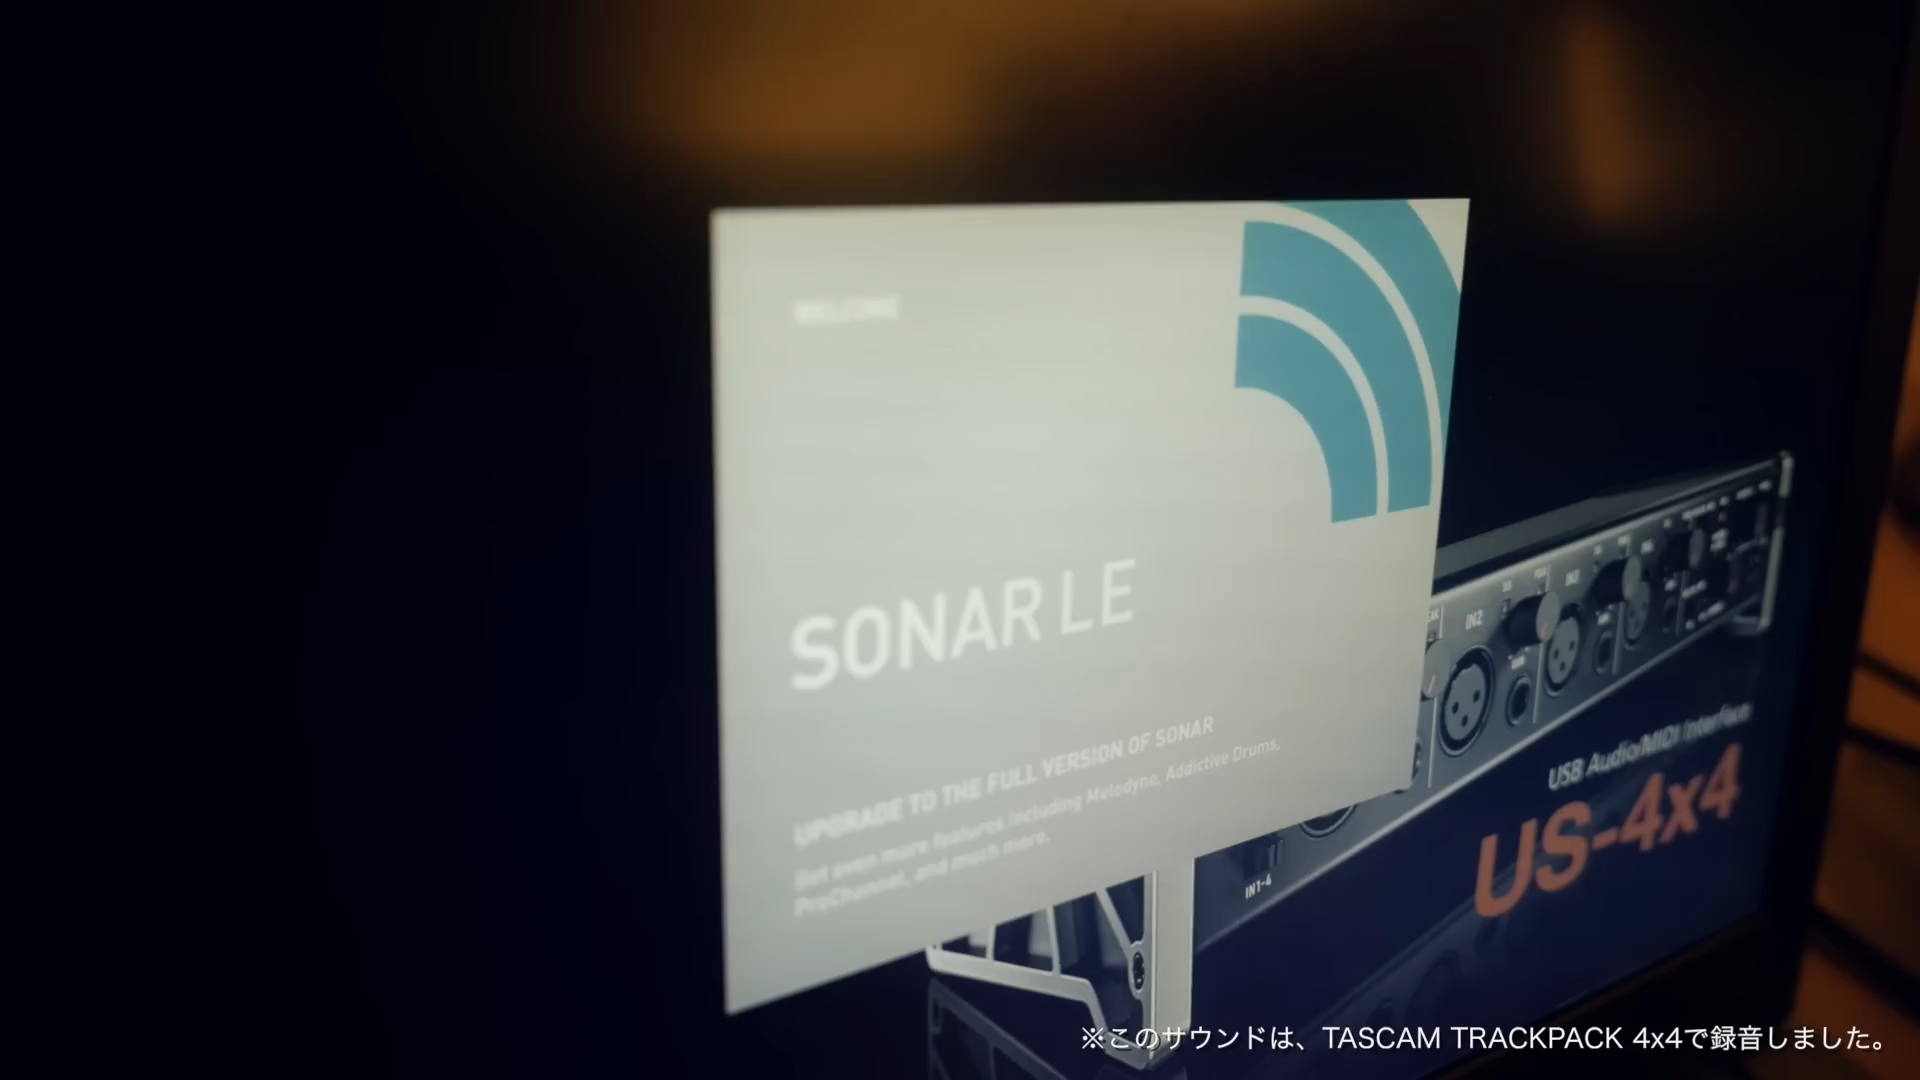 WELCOME
SONAR LE
UPGRADE TO THE FULL VERSION OF SONAR
Get even more features including Melodyne, Addictive Drums,
ProChannel, and much more.
IN2
IN1-4
USB Audio/MIDI Interface
US-4x4
※このサウンドは、TASCAM TRACKPACK 4x4で録音しました。